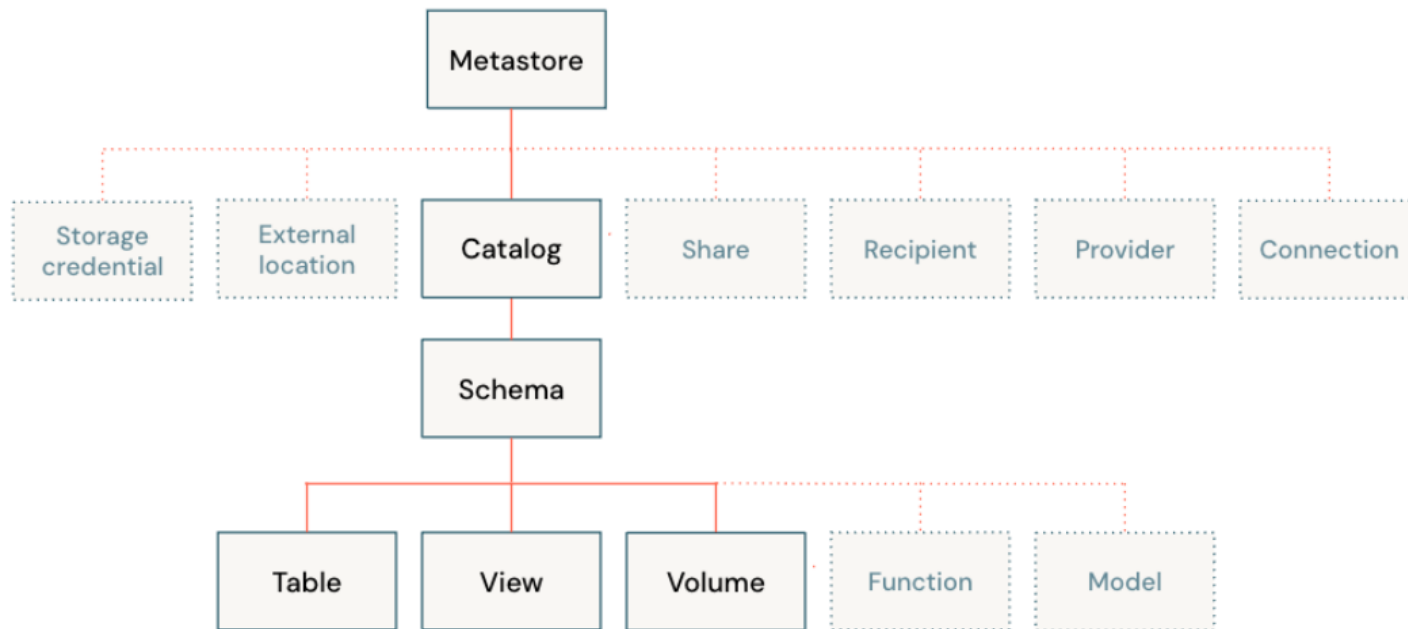 Metastore
Storage
credential
External
location
Catalog
Share
Recipient
Provider
Connection
Schema
Table
View
Volume
Function
Model